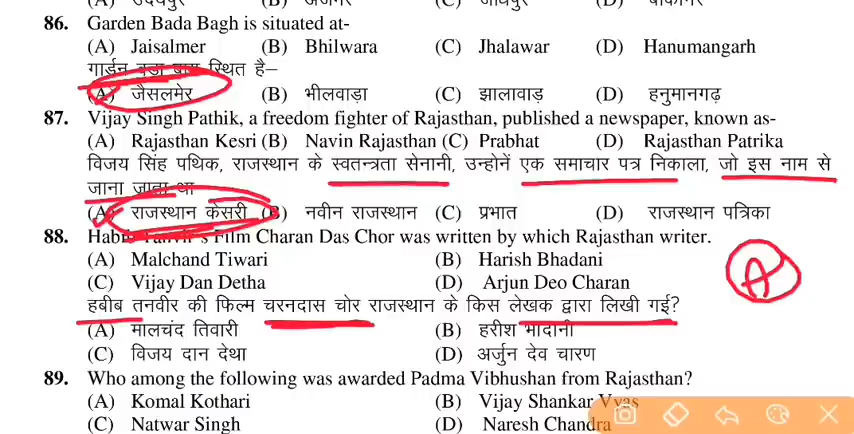 (A) उदयपुर (B) अजमेर (C) जोधपुर (D) बीकानेर
86. Garden Bada Bagh is situated at-
(A) Jaisalmer (B) Bhilwara (C) Jhalawar (D) Hanumangarh
गार्डन बड़ा बाग स्थित है–
(A) जैसलमेर (B) भीलवाड़ा (C) झालावाड़ (D) हनुमानगढ़
87. Vijay Singh Pathik, a freedom fighter of Rajasthan, published a newspaper, known as-
(A) Rajasthan Kesri (B) Navin Rajasthan (C) Prabhat (D) Rajasthan Patrika
विजय सिंह पथिक, राजस्थान के स्वतन्त्रता सेनानी, उन्होनें एक समाचार पत्र निकाला, जो इस नाम से
जाना जाता था
(A) राजस्थान केसरी (B) नवीन राजस्थान (C) प्रभात (D) राजस्थान पत्रिका
88. Habib Tanvir's Film Charan Das Chor was written by which Rajasthan writer.
(A) Malchand Tiwari (B) Harish Bhadani
(C) Vijay Dan Detha (D) Arjun Deo Charan
A
हबीब तनवीर की फिल्म चरनदास चोर राजस्थान के किस लेखक द्वारा लिखी गई?
(A) मालचंद तिवारी (B) हरीश भादानी
(C) विजय दान देथा (D) अर्जुन देव चारण
89. Who among the following was awarded Padma Vibhushan from Rajasthan?
(A) Komal Kothari (B) Vijay Shankar Vyas
(C) Natwar Singh (D) Naresh Chandra